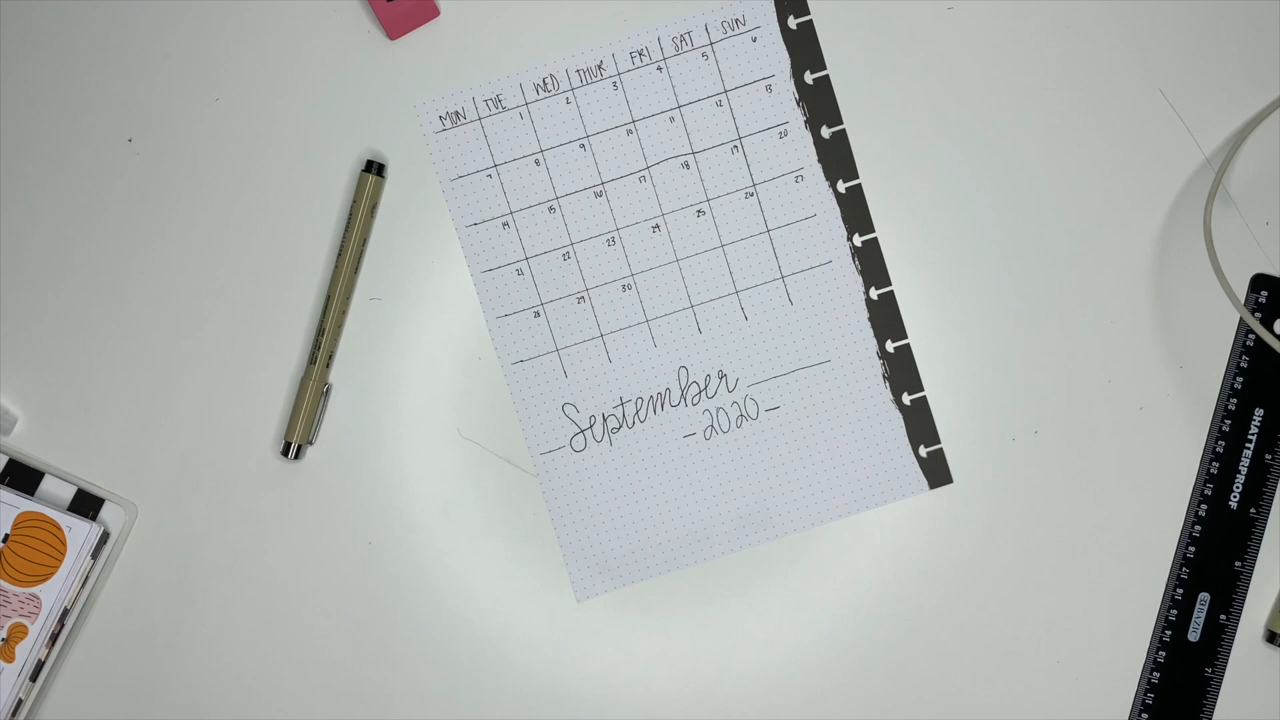 MON TUE WED THUR FRI SAT SUN
1 2 3 4 5 6
7 8 9 10 11 12 13
14 15 16 17 18 19 20
21 22 23 24 25 26 27
28 29 30
September
-2020-
SHATTERPROOF
BAZIC